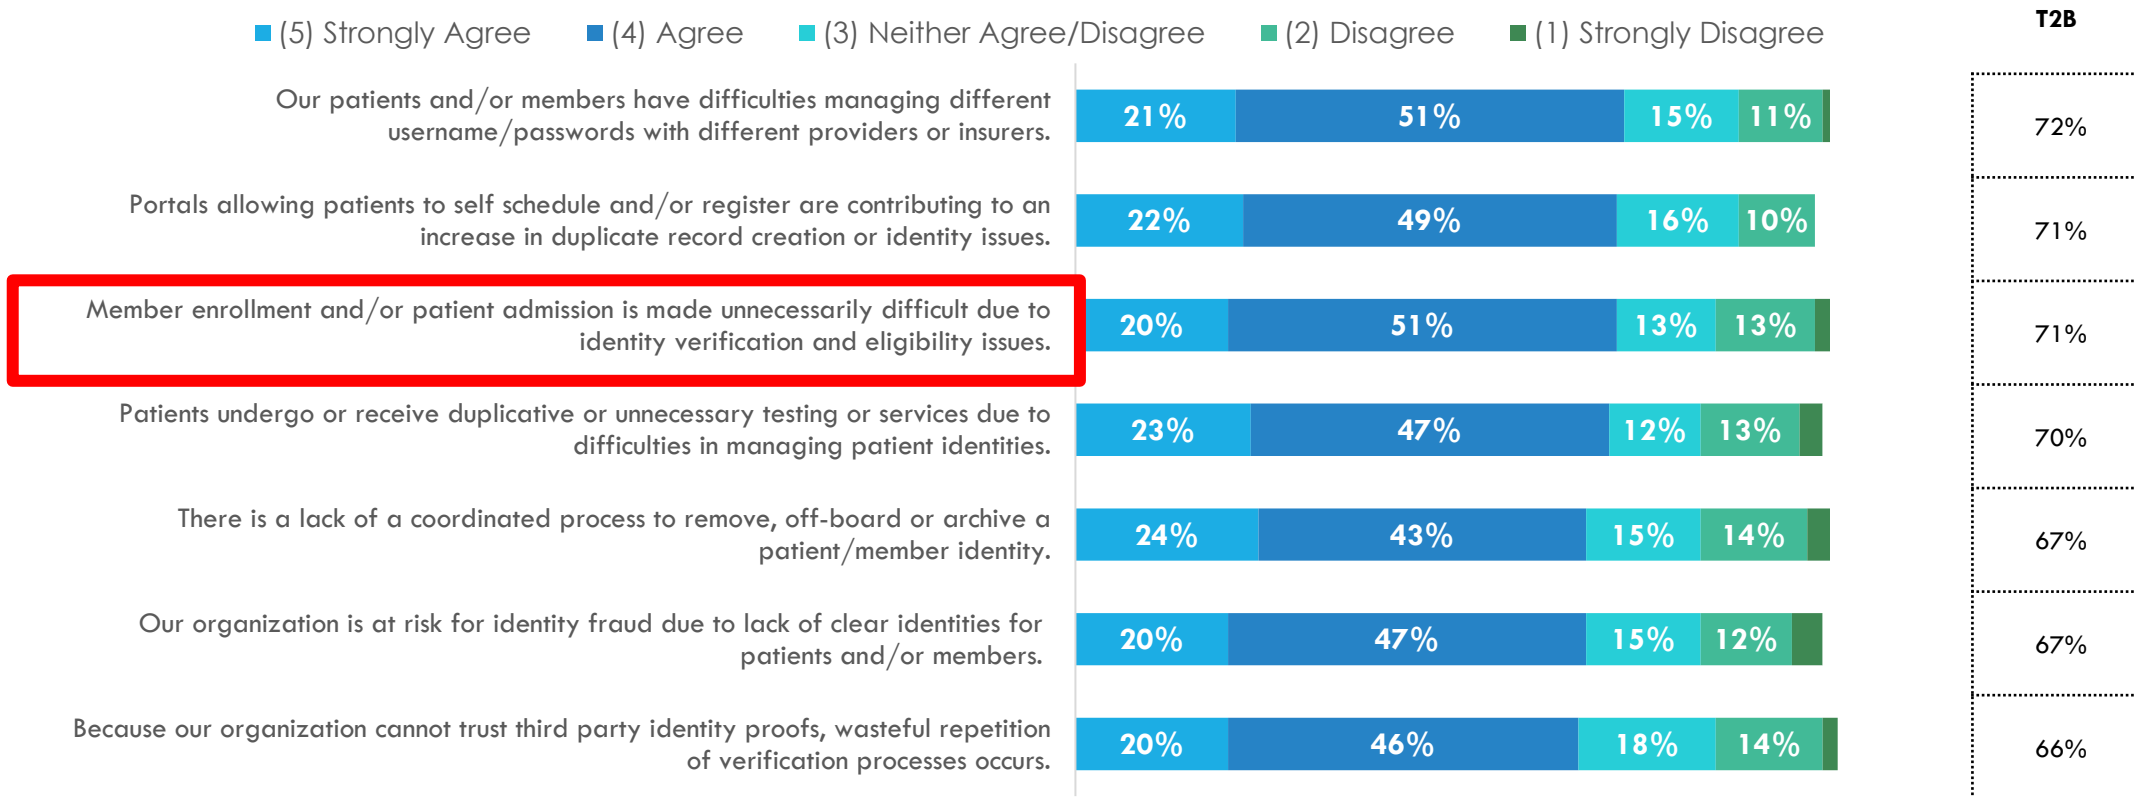 (5) Strongly Agree (4) Agree (3) Neither Agree/Disagree (2) Disagree (1) Strongly Disagree T2B
Our patients and/or members have difficulties managing different
username/passwords with different providers or insurers.
21% 51% 15% 11% 72%
Portals allowing patients to self schedule and/or register are contributing to an
increase in duplicate record creation or identity issues.
22% 49% 16% 10% 71%
Member enrollment and/or patient admission is made unnecessarily difficult due to
identity verification and eligibility issues.
20% 51% 13% 13% 71%
Patients undergo or receive duplicative or unnecessary testing or services due to
difficulties in managing patient identities.
23% 47% 12% 13% 70%
There is a lack of a coordinated process to remove, off-board or archive a
patient/member identity.
24% 43% 15% 14% 67%
Our organization is at risk for identity fraud due to lack of clear identities for
patients and/or members.
20% 47% 15% 12% 67%
Because our organization cannot trust third party identity proofs, wasteful repetition
of verification processes occurs.
20% 46% 18% 14% 66%